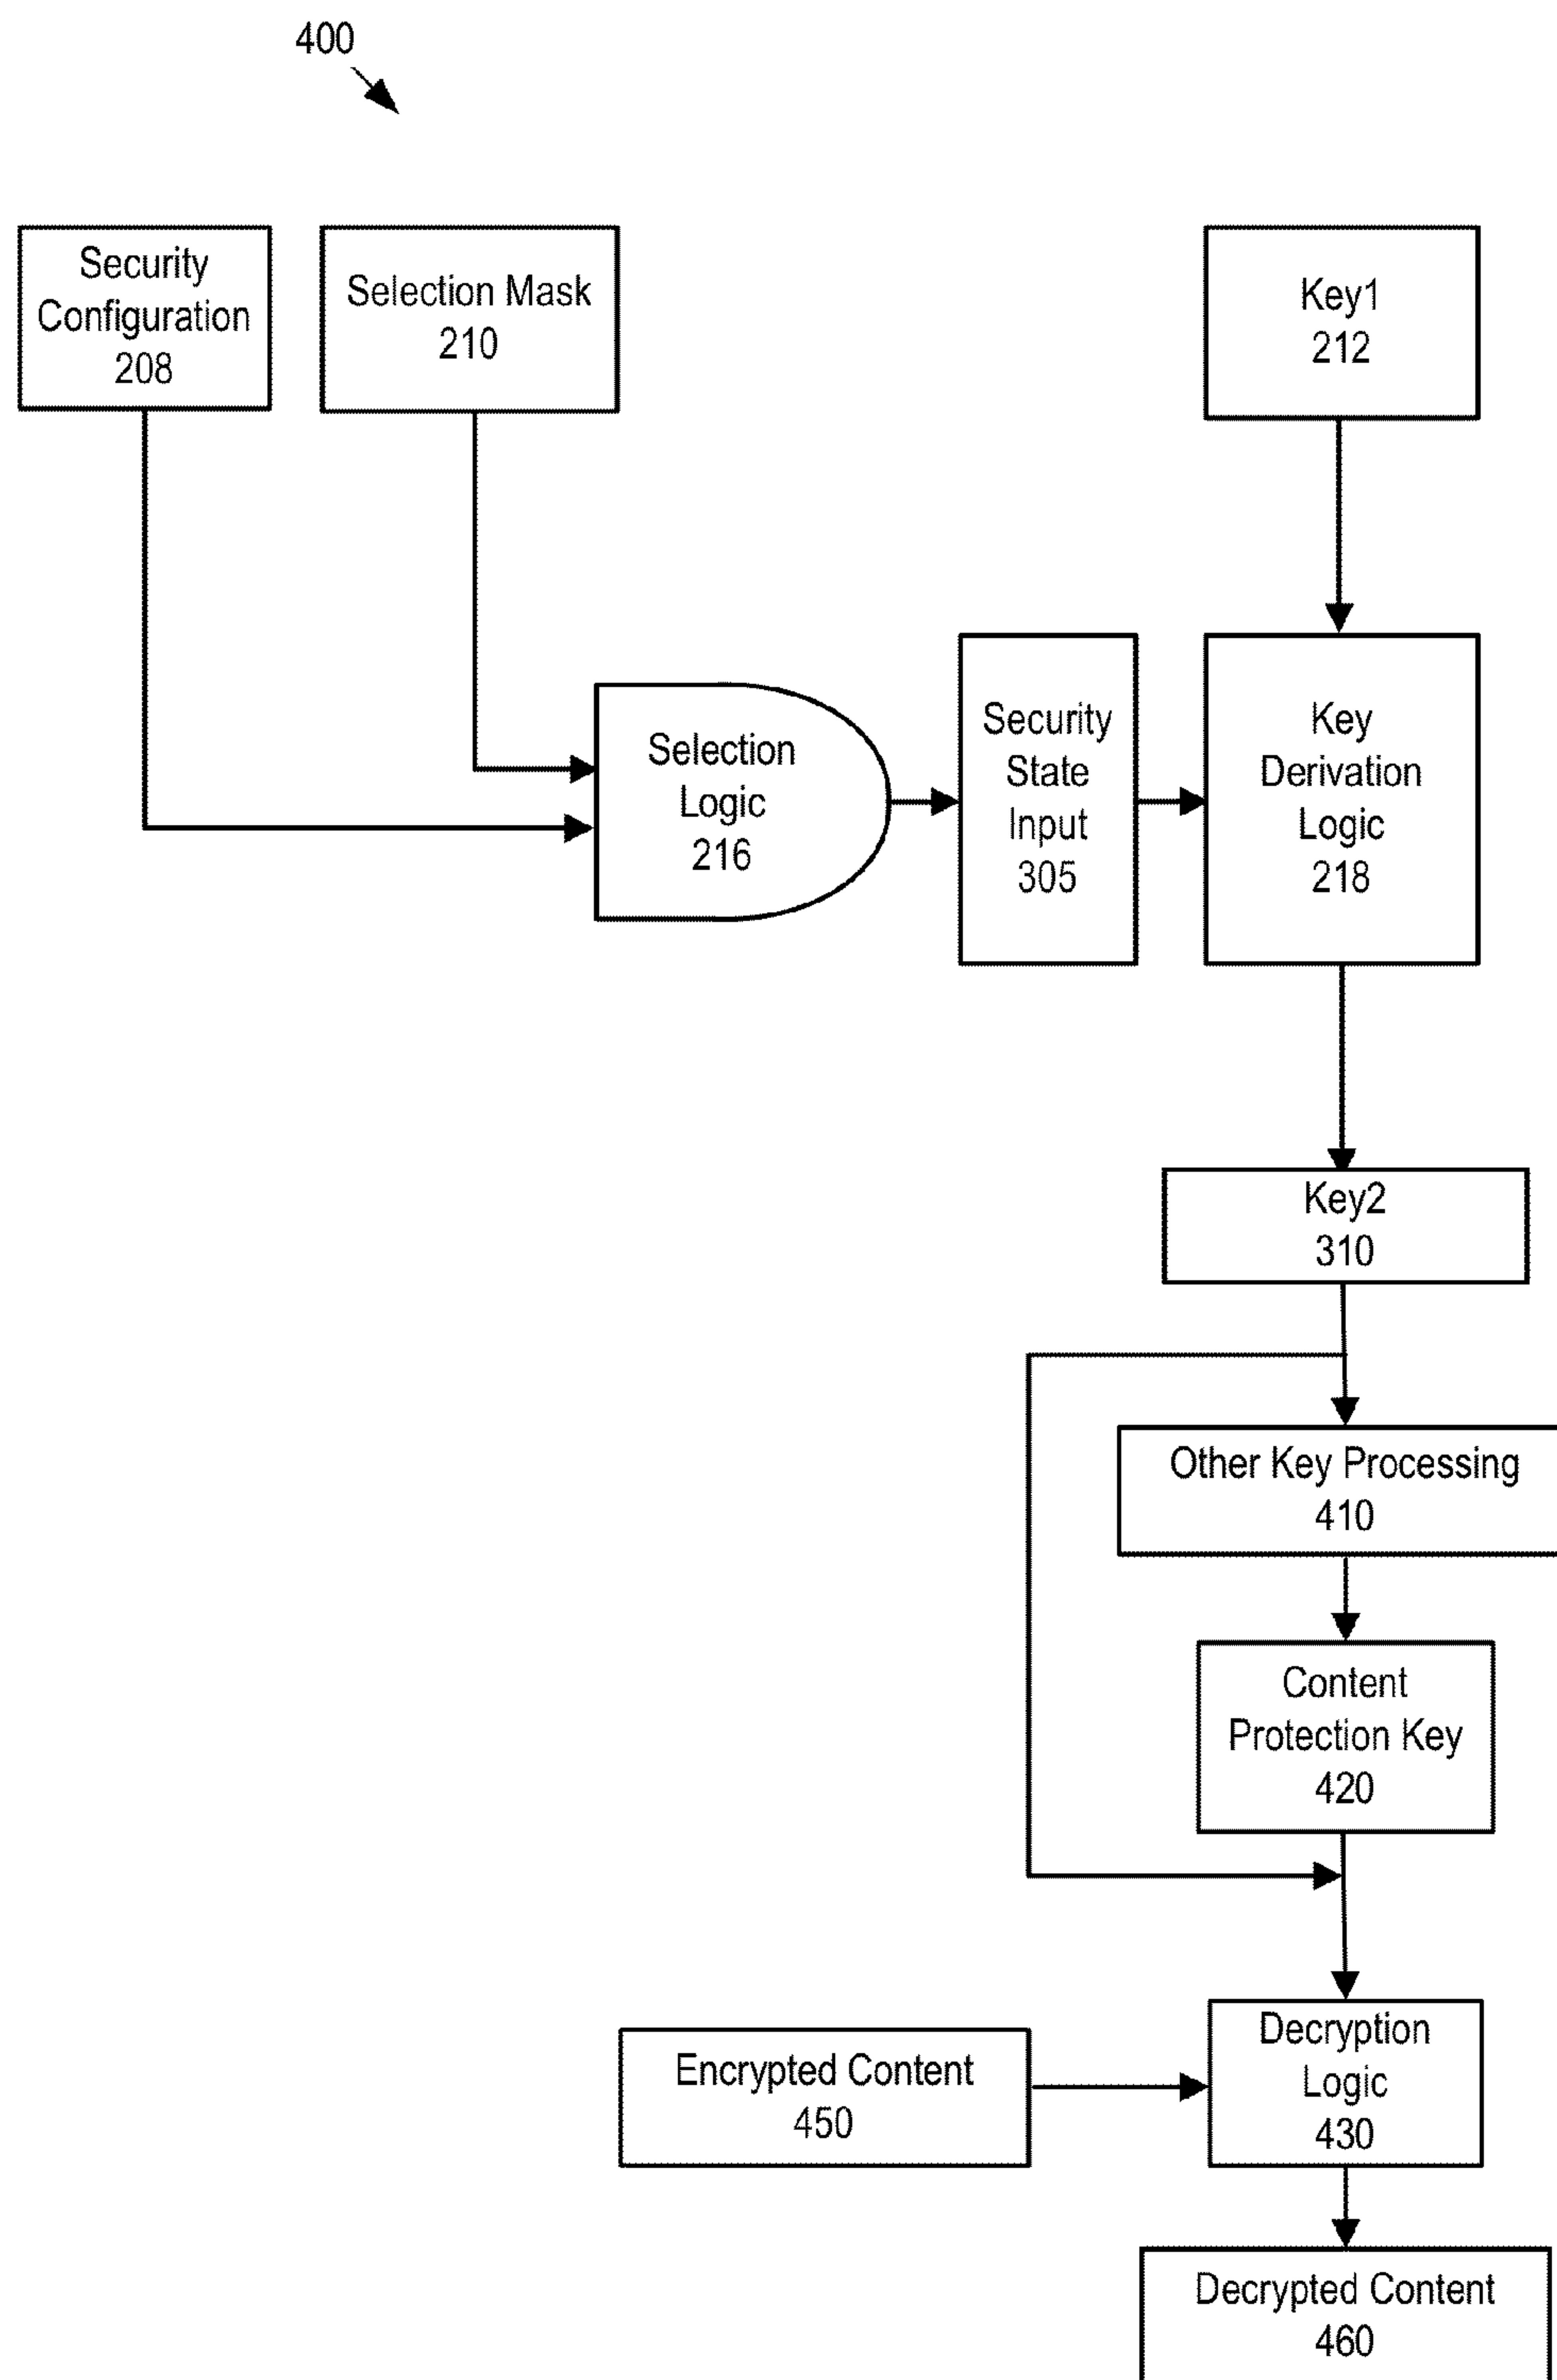 400
Security
Configuration
208
Selection Mask
210
Key1
212
Selection
Logic
216
Security
State
Input
305
Key
Derivation
Logic
218
Key2
310
Other Key Processing
410
Content
Protection Key
420
Encrypted Content
450
Decryption
Logic
430
Decrypted Content
460